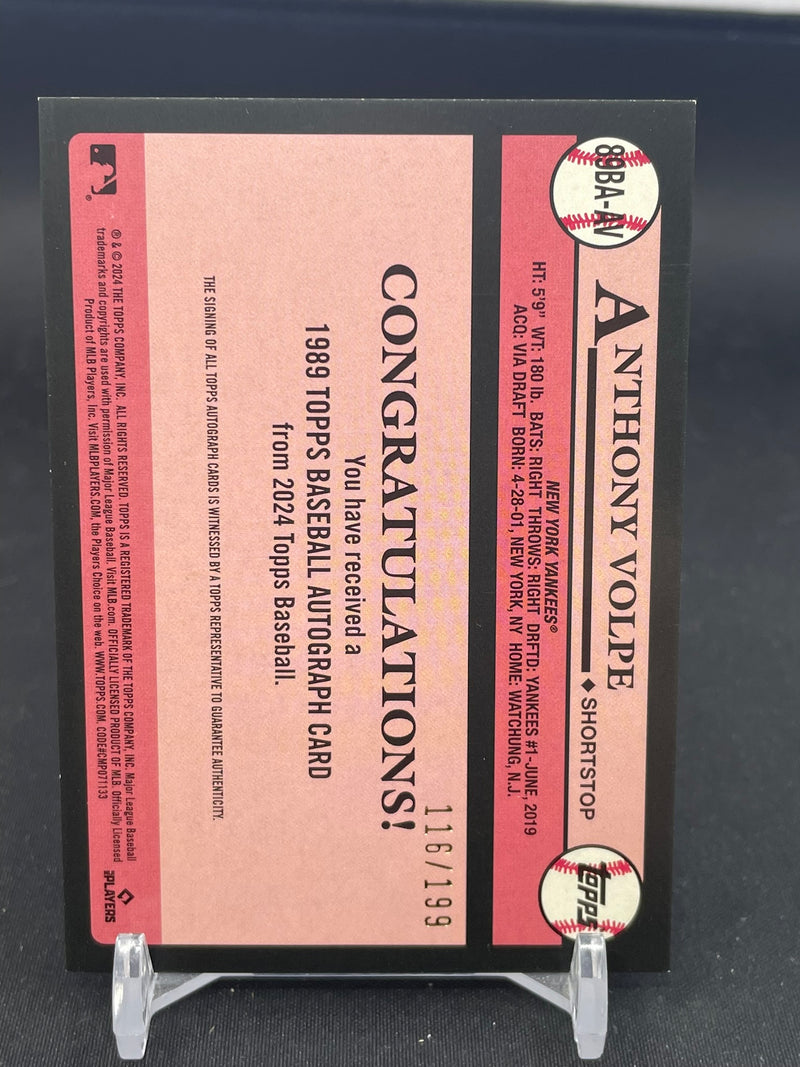 89BA-AV
ANTHONY VOLPE
♦ SHORTSTOP
TOPPS
NEW YORK YANKEES®
HT: 5'9" WT: 180 lb. BATS: RIGHT THROWS: RIGHT DRFTD: YANKEES #1-JUNE, 2019
ACQ: VIA DRAFT BORN: 4-28-01, NEW YORK, NY HOME: WATCHUNG, N.J.
116/199
CONGRATULATIONS!
You have received a
1989 TOPPS BASEBALL AUTOGRAPH CARD
from 2024 Topps Baseball.
THE SIGNING OF ALL TOPPS AUTOGRAPH CARDS IS WITNESSED BY A TOPPS REPRESENTATIVE TO GUARANTEE AUTHENTICITY.
® & © 2024 THE TOPPS COMPANY, INC. ALL RIGHTS RESERVED. TOPPS IS A REGISTERED TRADEMARK OF THE TOPPS COMPANY, INC. Major League Baseball
trademarks and copyrights are used with permission of Major League Baseball. Visit MLB.com. OFFICIALLY LICENSED PRODUCT OF MLB. Officially Licensed
Product of MLB Players, Inc. Visit MLBPLAYERS.COM, the Players Choice on the web. WWW.TOPPS.COM. CODE#CMP071133
®
PLAYERS